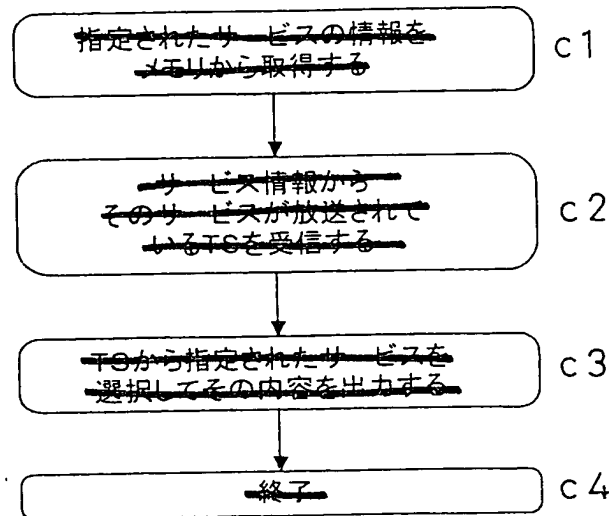 指定されたサービスの情報を
メモリから取得する
c1
サービス情報から
そのサービスが放送されて
いるTSを受信する
c2
TSから指定されたサービスを
選択してその内容を出力する
c3
終了
c4